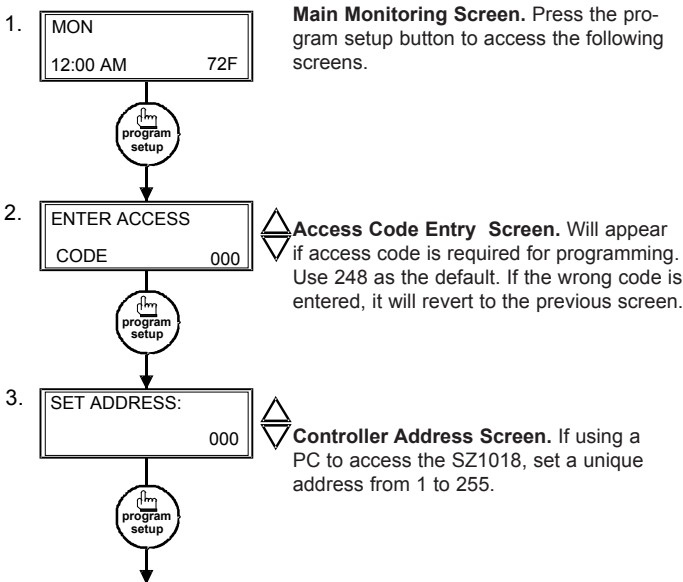 1.
MON
12:00 AM 72F
Main Monitoring Screen. Press the pro-
gram setup button to access the following
screens.
program
setup
2.
ENTER ACCESS
CODE 000
Access Code Entry Screen. Will appear
if access code is required for programming.
Use 248 as the default. If the wrong code is
entered, it will revert to the previous screen.
program
setup
3.
SET ADDRESS:
000
Controller Address Screen. If using a
PC to access the SZ1018, set a unique
address from 1 to 255.
program
setup